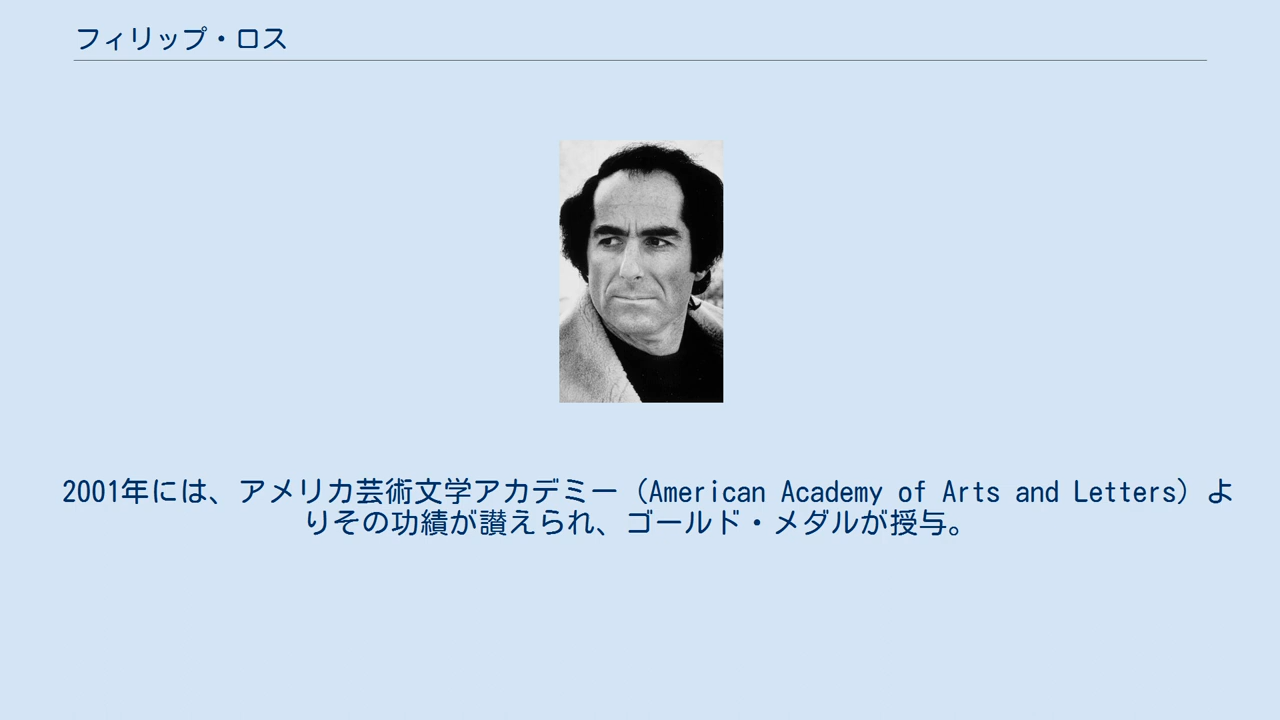 フィリップ・ロス
2001年には、アメリカ芸術文学アカデミー（American Academy of Arts and Letters）よ
りその功績が讃えられ、ゴールド・メダルが授与。